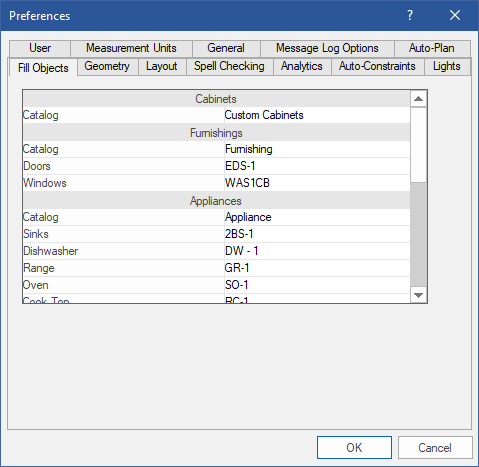 Preferences ?
User Measurement Units General Message Log Options Auto-Plan
Fill Objects Geometry Layout Spell Checking Analytics Auto-Constraints Lights
Cabinets
Catalog Custom Cabinets
Furnishings
Catalog Furnishing
Doors EDS-1
Windows WAS1CB
Appliances
Catalog Appliance
Sinks 2BS-1
Dishwasher DW - 1
Range GR-1
Oven SO-1
Cook Top RC-1
OK Cancel